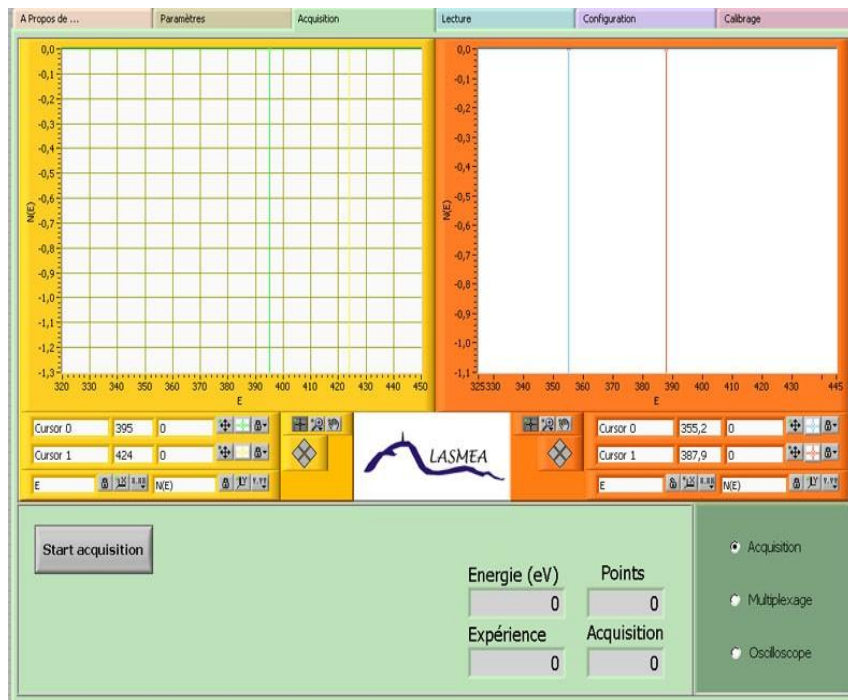 A Propos de ... Paramètres Acquisition Lecture Configuration Calibrage
0,0
-0,1
-0,2
-0,3
-0,4
-0,5
-0,6
-0,7
-0,8
-0,9
-1,0
-1,1
-1,2
-1,3
N(E)
320 330 340 350 360 370 380 390 400 410 420 430 440 450
E
0,0
-0,1
-0,2
-0,3
-0,4
-0,5
-0,6
-0,7
-0,8
-0,9
-1,0
-1,1
N(E)
325 330 340 350 360 370 380 390 400 410 420 430 445
E
Cursor 0 395 0
Cursor 1 424 0
E N(E)
LASMEA
Cursor 0 355,2 0
Cursor 1 387,9 0
E N(E)
Start acquisition
Energie (eV) Points
0 0
Expérience Acquisition
0 0
Acquisition
Multiplexage
Oscilloscope